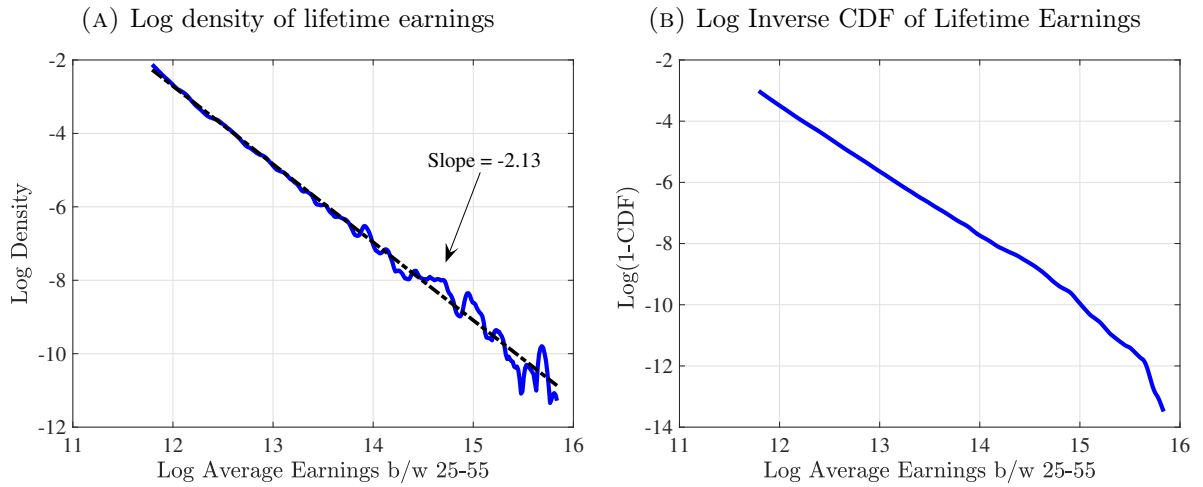 (A) Log density of lifetime earnings
-2
-4
-6
-8
-10
-12
Log Density
Slope = -2.13
11 12 13 14 15 16
Log Average Earnings b/w 25-55
(B) Log Inverse CDF of Lifetime Earnings
-2
-4
-6
-8
-10
-12
-14
Log(1-CDF)
11 12 13 14 15 16
Log Average Earnings b/w 25-55